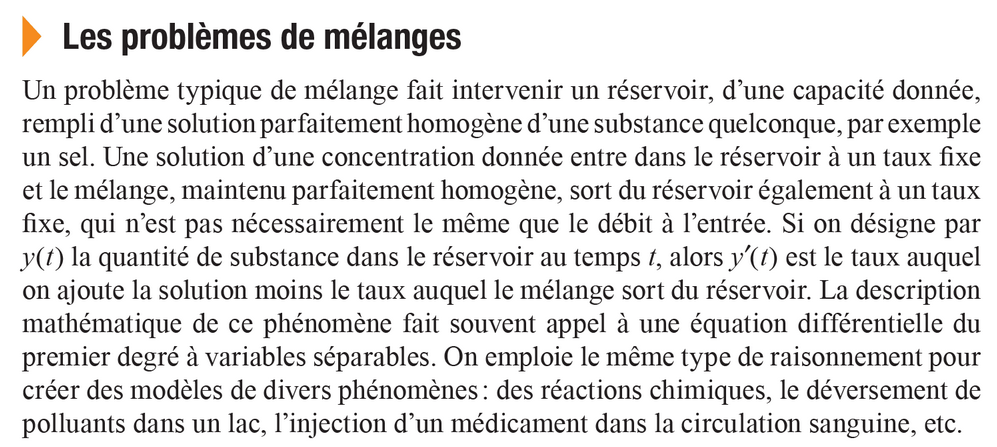 Les problèmes de mélanges
Un problème typique de mélange fait intervenir un réservoir, d’une capacité donnée,
rempli d’une solution parfaitement homogène d’une substance quelconque, par exemple
un sel. Une solution d’une concentration donnée entre dans le réservoir à un taux fixe
et le mélange, maintenu parfaitement homogène, sort du réservoir également à un taux
fixe, qui n’est pas nécessairement le même que le débit à l’entrée. Si on désigne par
y(t) la quantité de substance dans le réservoir au temps t, alors y′(t) est le taux auquel
on ajoute la solution moins le taux auquel le mélange sort du réservoir. La description
mathématique de ce phénomène fait souvent appel à une équation différentielle du
premier degré à variables séparables. On emploie le même type de raisonnement pour
créer des modèles de divers phénomènes : des réactions chimiques, le déversement de
polluants dans un lac, l’injection d’un médicament dans la circulation sanguine, etc.